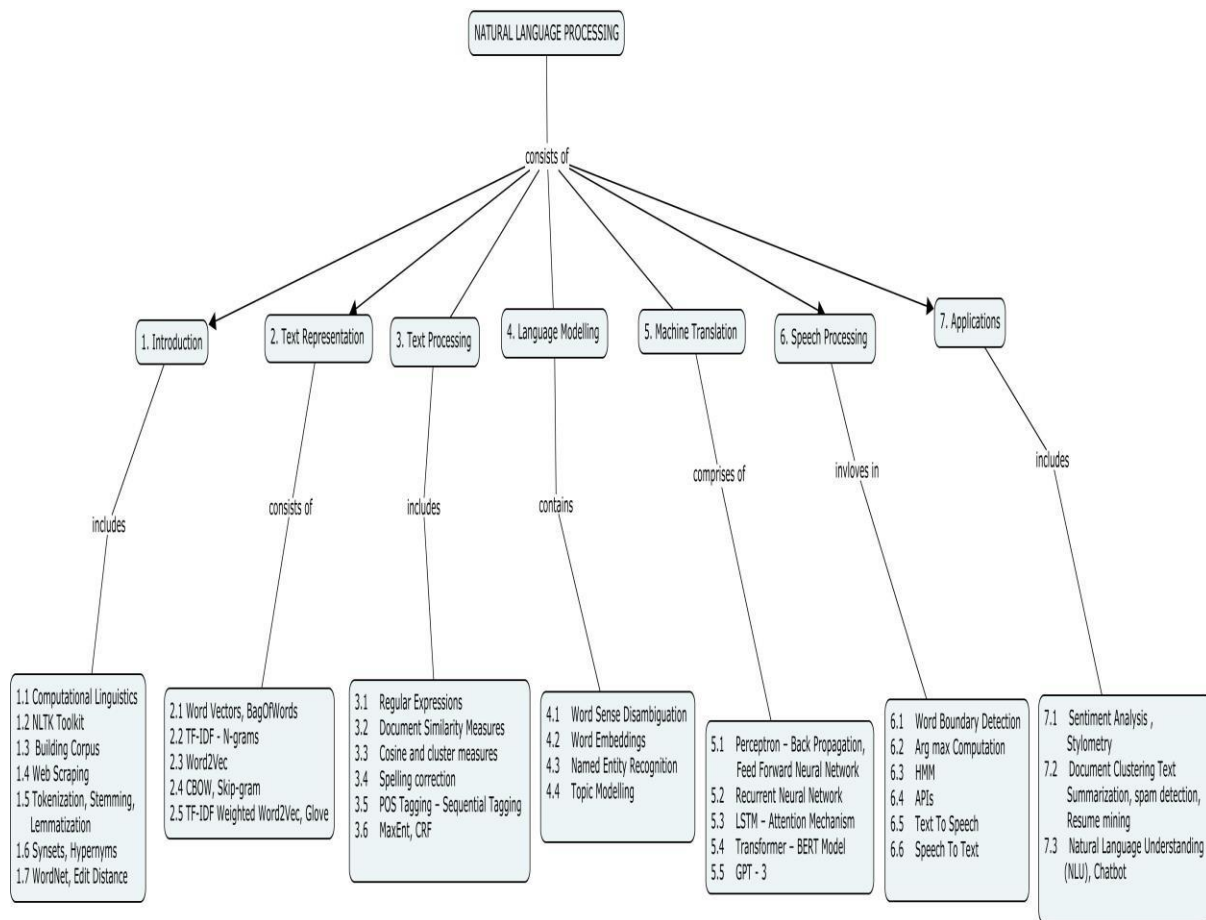 NATURAL LANGUAGE PROCESSING
consists of
1. Introduction
2. Text Representation
3. Text Processing
4. Language Modelling
5. Machine Translation
6. Speech Processing
7. Applications
includes
consists of
includes
contains
comprises of
invloves in
includes
1.1 Computational Linguistics
1.2 NLTK Toolkit
1.3 Building Corpus
1.4 Web Scraping
1.5 Tokenization, Stemming,
Lemmatization
1.6 Synsets, Hypernyms
1.7 WordNet, Edit Distance
2.1 Word Vectors, BagOfWords
2.2 TF-IDF - N-grams
2.3 Word2Vec
2.4 CBOW, Skip-gram
2.5 TF-IDF Weighted Word2Vec, Glove
3.1 Regular Expressions
3.2 Document Similarity Measures
3.3 Cosine and cluster measures
3.4 Spelling correction
3.5 POS Tagging – Sequential Tagging
3.6 MaxEnt, CRF
4.1 Word Sense Disambiguation
4.2 Word Embeddings
4.3 Named Entity Recognition
4.4 Topic Modelling
5.1 Perceptron – Back Propagation,
Feed Forward Neural Network
5.2 Recurrent Neural Network
5.3 LSTM – Attention Mechanism
5.4 Transformer – BERT Model
5.5 GPT - 3
6.1 Word Boundary Detection
6.2 Arg max Computation
6.3 HMM
6.4 APIs
6.5 Text To Speech
6.6 Speech To Text
7.1 Sentiment Analysis ,
Stylometry
7.2 Document Clustering Text
Summarization, spam detection,
Resume mining
7.3 Natural Language Understanding
(NLU), Chatbot